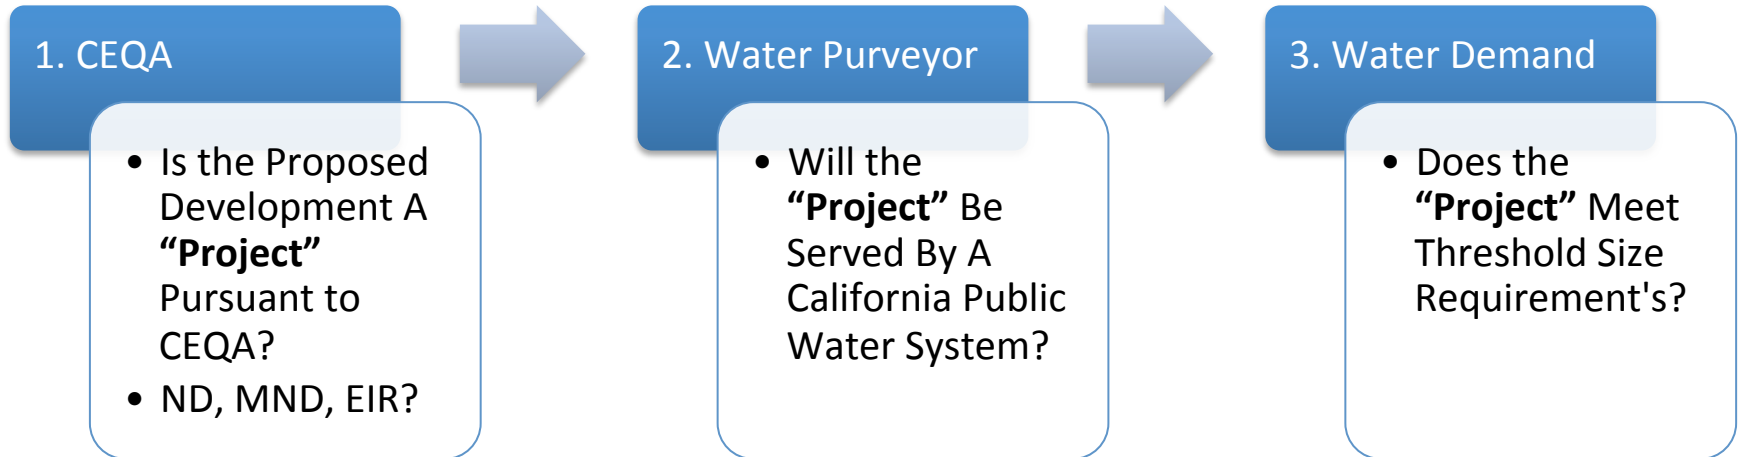 1. CEQA
• Is the Proposed
Development A
“Project”
Pursuant to
CEQA?
• ND, MND, EIR?
2. Water Purveyor
• Will the
“Project” Be
Served By A
California Public
Water System?
3. Water Demand
• Does the
“Project” Meet
Threshold Size
Requirement's?